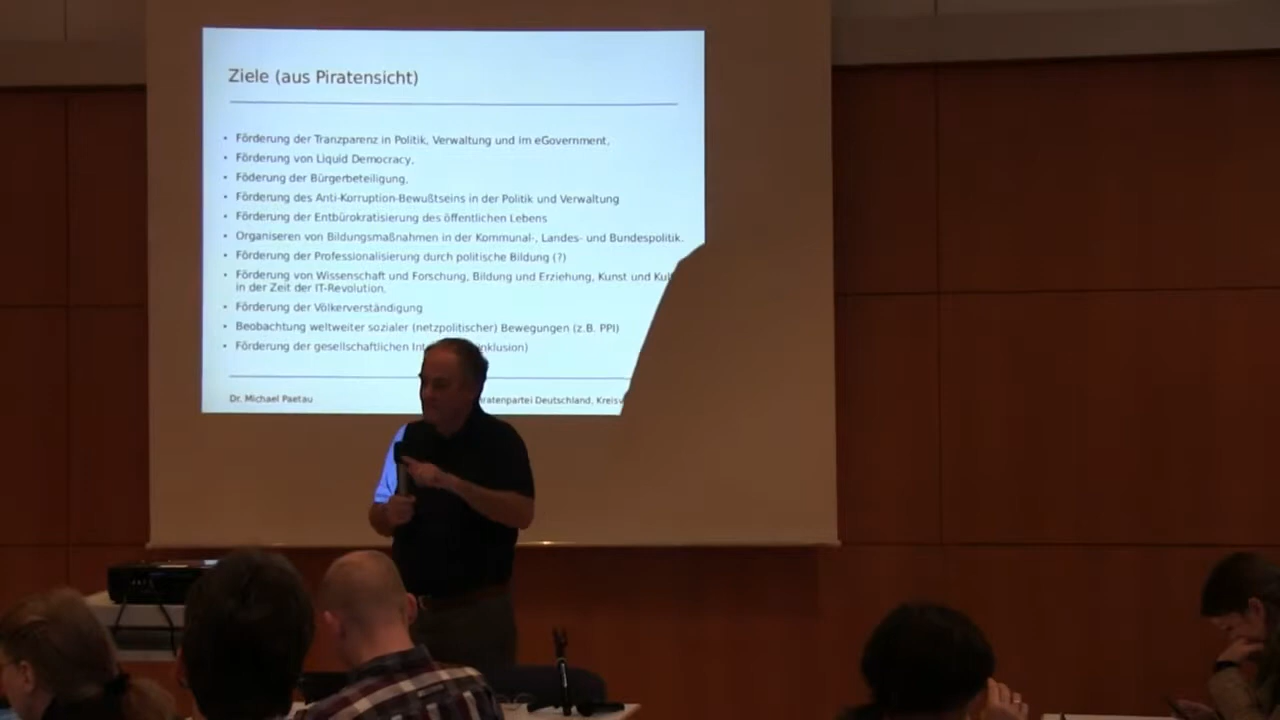 Ziele (aus Piratensicht)
• Förderung der Tranzparenz in Politik, Verwaltung und im eGovernment,
• Förderung von Liquid Democracy,
• Föderung der Bürgerbeteiligung,
• Förderung des Anti-Korruption-Bewußtseins in der Politik und Verwaltung
• Förderung der Entbürokratisierung des öffentlichen Lebens
• Organiseren von Bildungsmaßnahmen in der Kommunal-, Landes- und Bundespolitik.
• Förderung der Professionalisierung durch politische Bildung (?)
• Förderung von Wissenschaft und Forschung, Bildung und Erziehung, Kunst und
in der Zeit der IT-Revolution.
• Förderung der Völkerverständigung
• Beobachtung weltweiter sozialer (netzpolitischer) Bewegungen (z.B. PPI)
• Förderung der gesellschaftlichen
Dr. Michael Paetau
Deutschland,